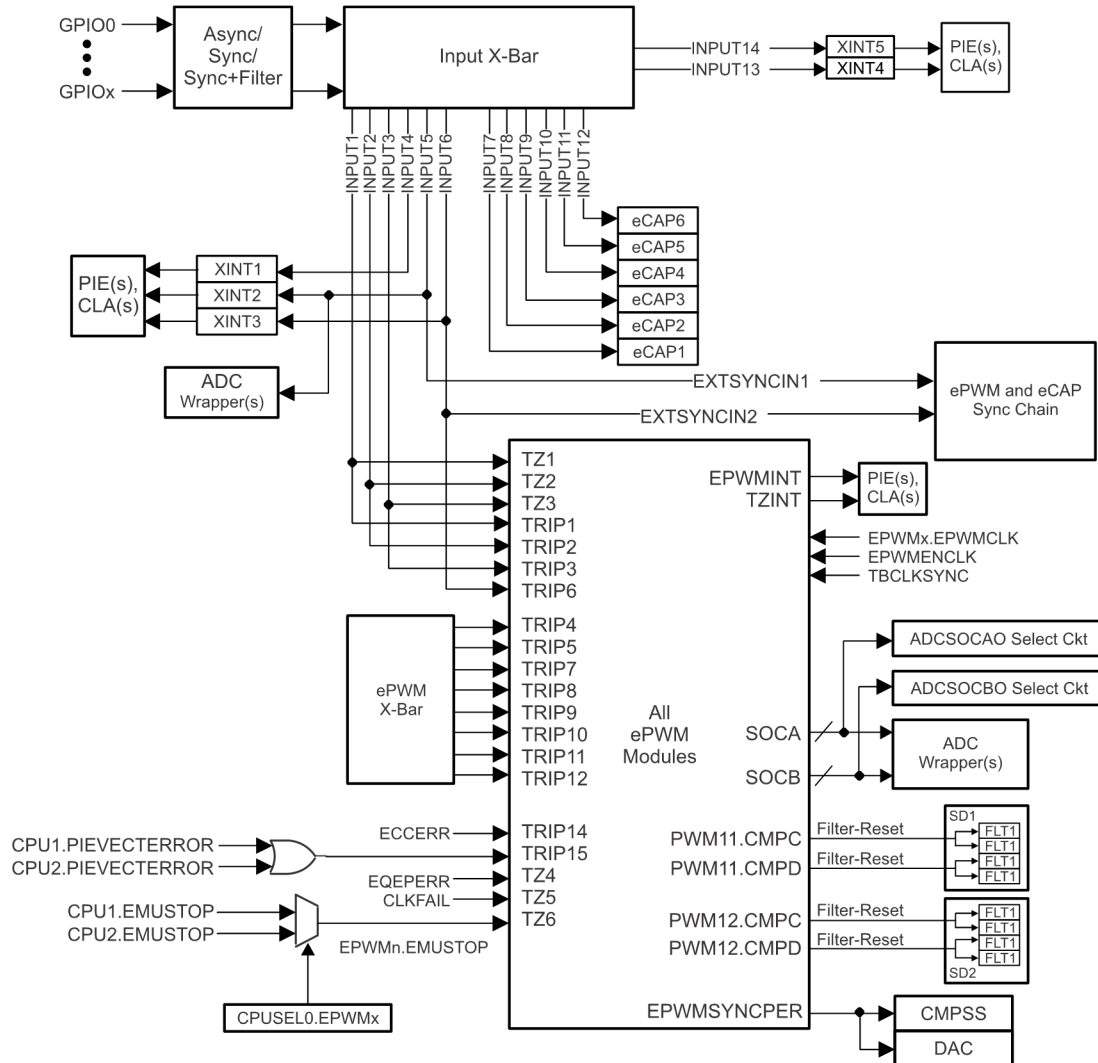 GPIO0
GPIOx
Async/
Sync/
Sync+Filter
Input X-Bar
INPUT14
INPUT13
XINT5
XINT4
PIE(s),
CLA(s)
INPUT1
INPUT2
INPUT3
INPUT4
INPUT5
INPUT6
INPUT7
INPUT8
INPUT9
INPUT10
INPUT11
INPUT12
eCAP6
eCAP5
eCAP4
eCAP3
eCAP2
eCAP1
PIE(s),
CLA(s)
XINT1
XINT2
XINT3
ADC
Wrapper(s)
EXTSYNCIN1
EXTSYNCIN2
ePWM and eCAP
Sync Chain
TZ1
TZ2
TZ3
TRIP1
TRIP2
TRIP3
TRIP6
EPWMINT
TZINT
PIE(s),
CLA(s)
EPWMx.EPWMCLK
EPWMENCLK
TBCLKSYNC
ePWM
X-Bar
TRIP4
TRIP5
TRIP7
TRIP8
TRIP9
TRIP10
TRIP11
TRIP12
All
ePWM
Modules
ADCSOCAO Select Ckt
ADCSOCBO Select Ckt
SOCA
SOCB
ADC
Wrapper(s)
CPU1.PIEVECTERROR
CPU2.PIEVECTERROR
ECCERR
TRIP14
TRIP15
EQEPERR
TZ4
CLKFAIL
TZ5
TZ6
CPU1.EMUSTOP
CPU2.EMUSTOP
EPWMn.EMUSTOP
CPUSEL0.EPWMx
PWM11.CMPC
Filter-Reset
PWM11.CMPD
Filter-Reset
SD1
FLT1
FLT1
FLT1
FLT1
PWM12.CMPC
Filter-Reset
PWM12.CMPD
Filter-Reset
FLT1
FLT1
FLT1
FLT1
SD2
EPWMSYNCPER
CMPSS
DAC